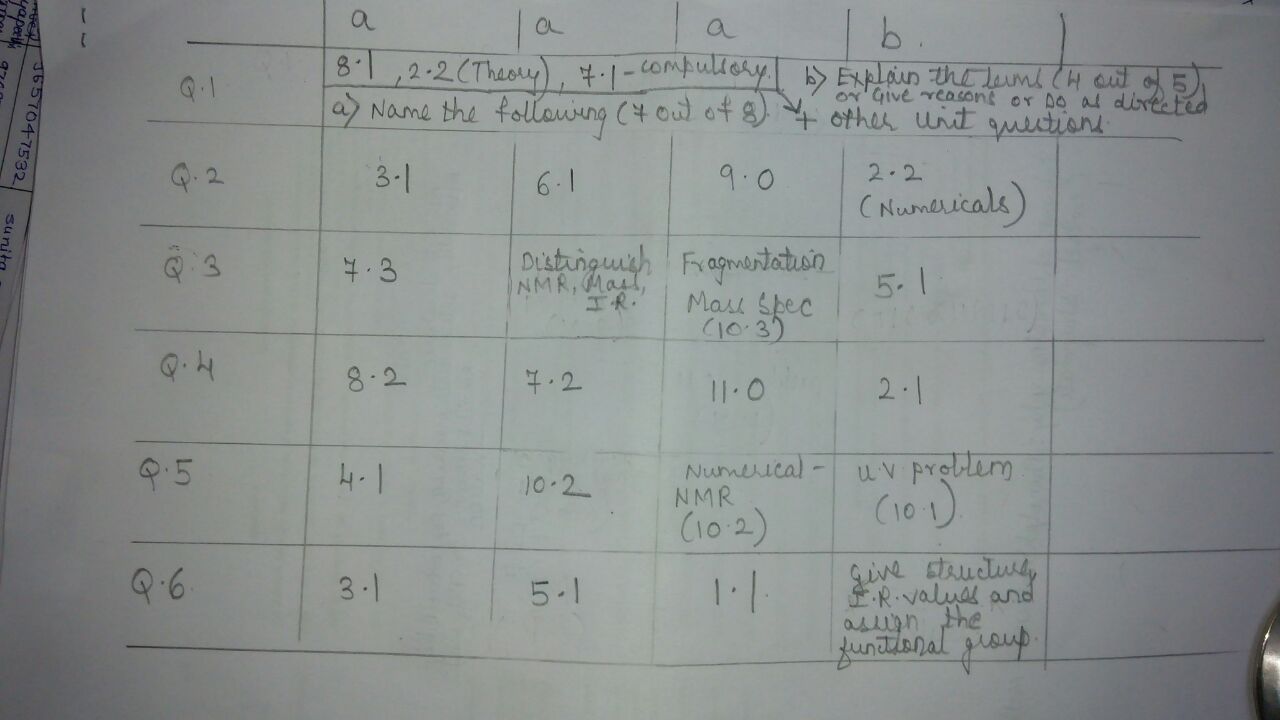 a a a b.
Q.1 8.1, 2.2 (Theory), 7.1 - compulsory. b) Explain the terms (4 out of 5)
or Give reasons or Do as directed
a) Name the following (7 out of 8). + other unit questions.
Q.2 3.1 6.1 9.0 2.2
(Numericals)
Q.3 7.3 Distinguish Fragmentation 5.1
NMR, Mass, Mass Spec
I.R. (10.3)
Q.4 8.2 7.2 11.0 2.1
Q.5 4.1 10.2 Numerical - U.V problem
NMR (10.1)
(10.2)
Q.6 3.1 5.1 1.1 give structure,
I.R. values and
assign the
functional group.
3657047532
sunita